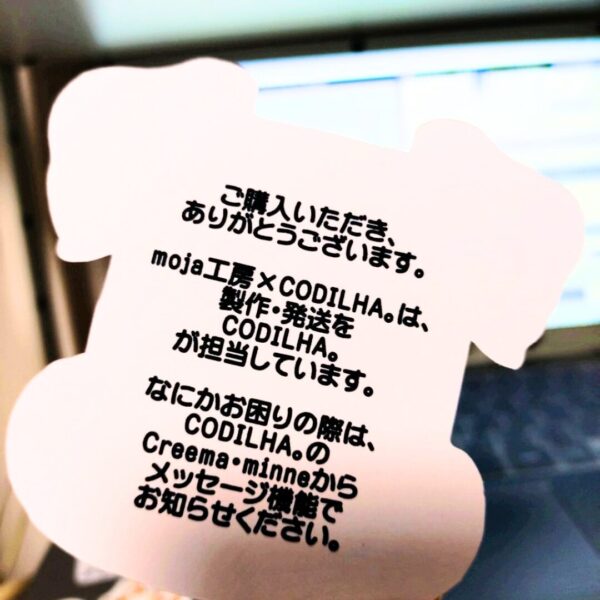 ご購入いただき、
ありがとうございます。
moja工房×CODILHA。は、
製作・発送を
CODILHA。
が担当しています。
なにかお困りの際は、
CODILHA。の
Creema・minneから
メッセージ機能で
お知らせください。